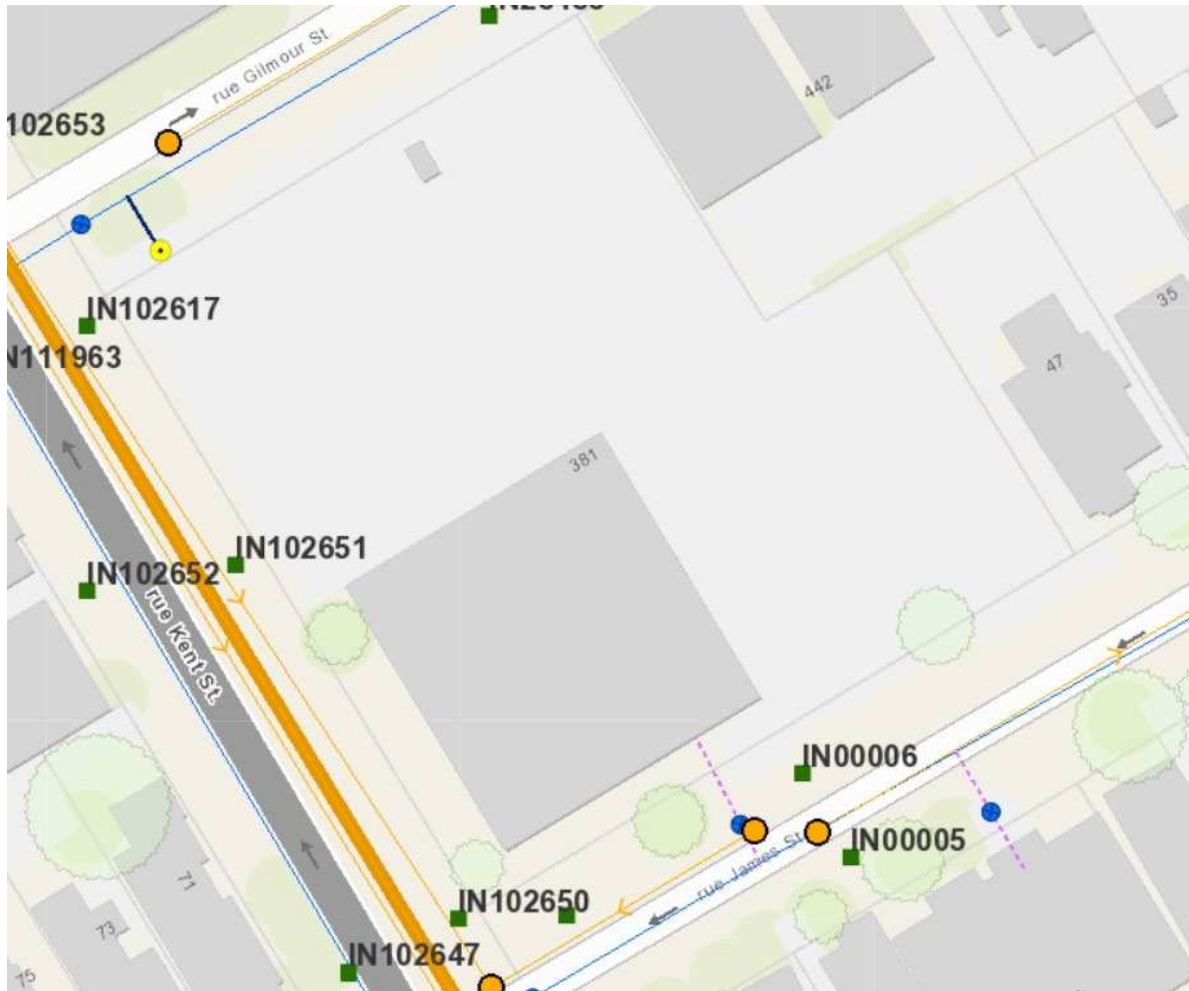 rue Gilmour St.
442
102653
IN102617
N111963
35
47
381
IN102651
IN102652
rue Kent St.
IN00006
rue James St.
IN00005
71
IN102650
73
IN102647
75